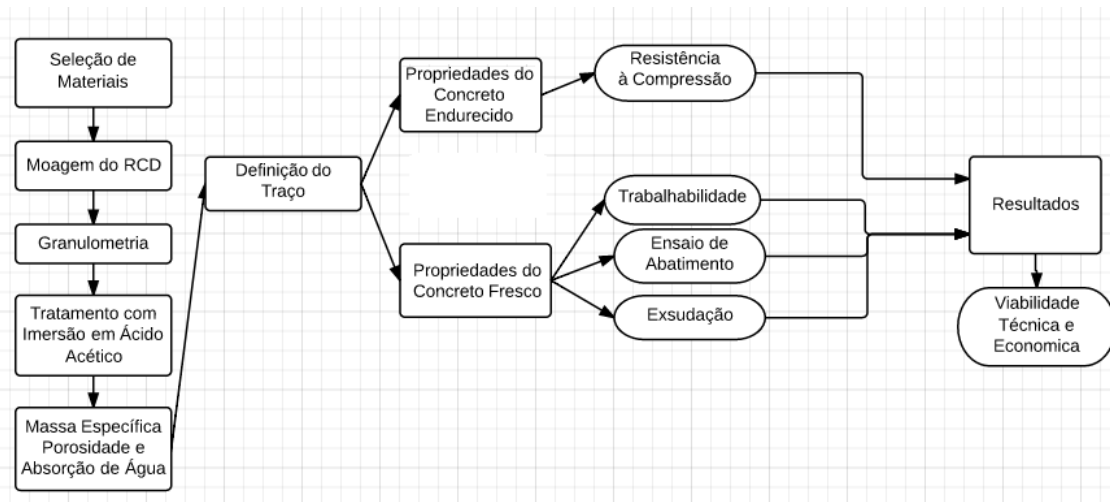 Seleção de
Materiais
Moagem do RCD
Granulometria
Tratamento com
Imersão em Ácido
Acético
Massa Específica
Porosidade e
Absorção de Água
Definição do
Traço
Propriedades do
Concreto
Endurecido
Propriedades do
Concreto Fresco
Resistência
à Compressão
Trabalhabilidade
Ensaio de
Abatimento
Exsudação
Resultados
Viabilidade
Técnica e
Economica